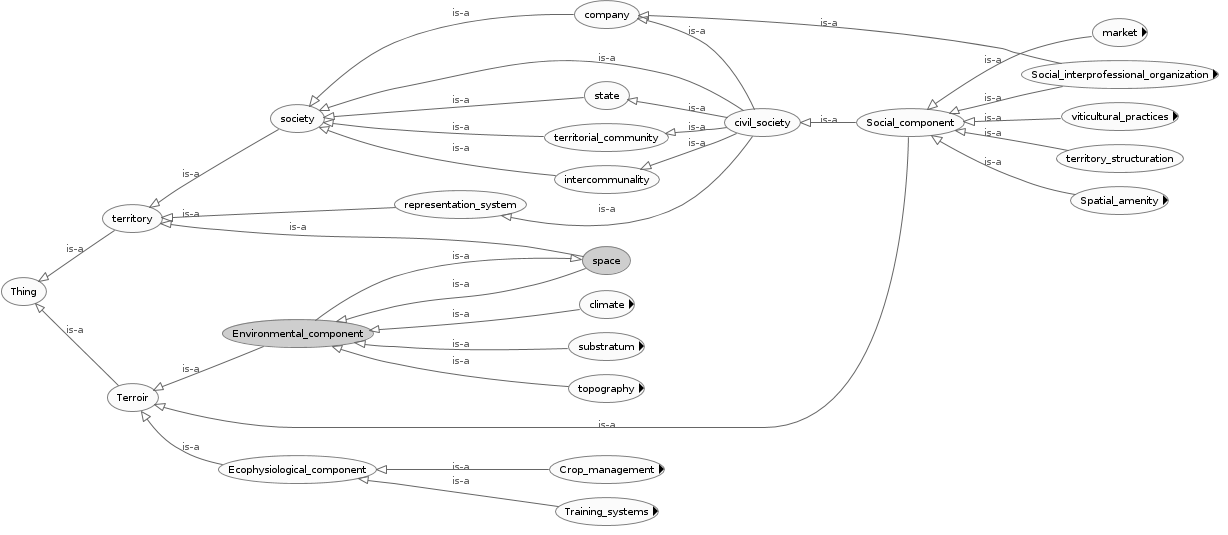 is-a
company
is-a
is-a
market
is-a
is-a
Social_interprofessional_organization
state
is-a
is-a
is-a
society
is-a
territorial_community
is-a
civil_society
is-a
Social_component
is-a
viticultural_practices
is-a
is-a
is-a
territory_structuration
is-a
is-a
intercommunality
Spatial_amenity
representation_system
is-a
is-a
territory
is-a
is-a
is-a
space
is-a
Thing
climate
is-a
is-a
Environmental_component
is-a
substratum
is-a
is-a
topography
Terroir
is-a
is-a
Ecophysiological_component
is-a
Crop_management
is-a
Training_systems